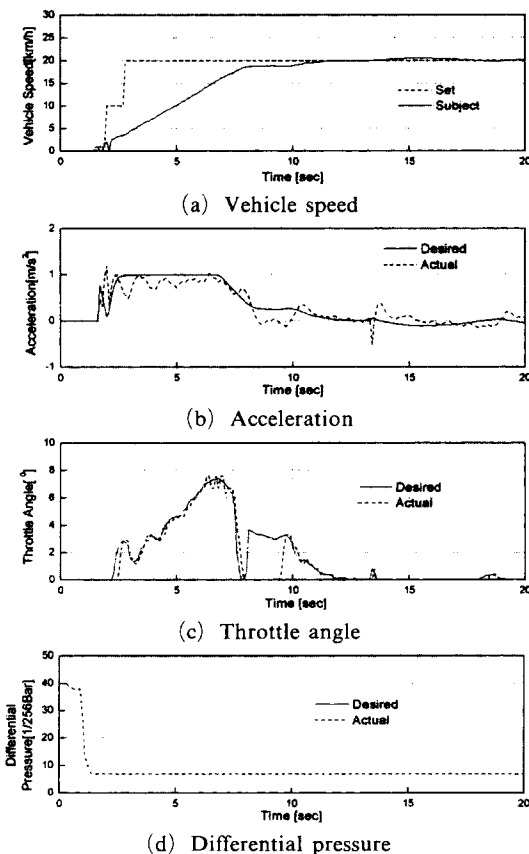 30
25
20
15
10
5
0
Vehicle Speed[km/h]
Set
Subject
0 5 10 15 20
Time [sec]
(a) Vehicle speed
2
1
0
-1
Acceleration[m/s²]
Desired
Actual
0 5 10 15 20
Time [sec]
(b) Acceleration
10
8
6
4
2
0
Throttle Angle[°]
Desired
Actual
0 5 10 15 20
Time [sec]
(c) Throttle angle
50
40
30
20
10
0
Differential
Pressure[1/256Bar]
Desired
Actual
0 5 10 15 20
Time [sec]
(d) Differential pressure